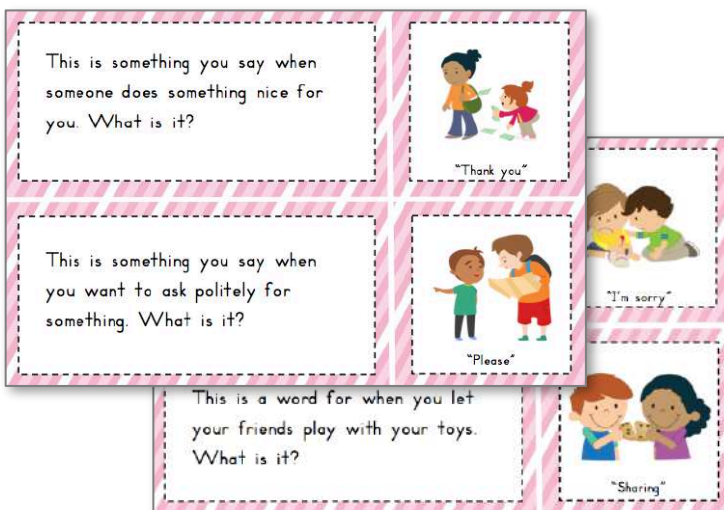 This is something you say when
someone does something nice for
you. What is it?
"Thank you"
This is something you say when
you want to ask politely for
something. What is it?
"Please"
"I'm sorry"
This is a word for when you let
your friends play with your toys.
What is it?
"Sharing"